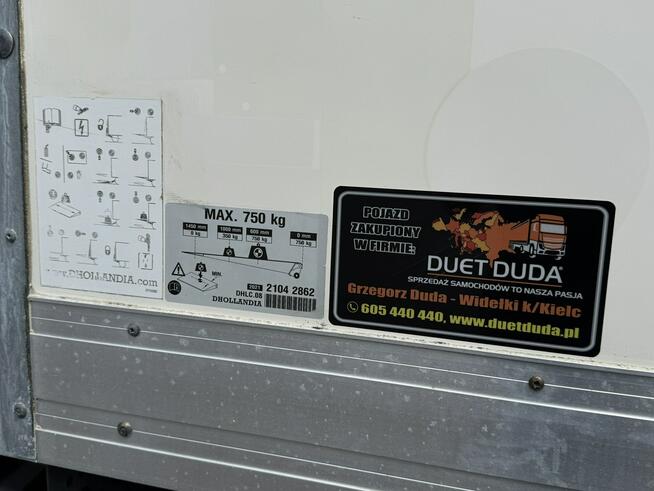 www.DHOLLANDIA.com
MAX. 750 kg
1450 mm
1000 mm
600 mm
0 mm
350 kg
750 kg
750 kg
MIN.
DHLC.08
2021
2104 2862
DHOLLANDIA
POJAZD
ZAKUPIONY
W FIRMIE:
DUET DUDA®
SPRZEDAŻ SAMOCHODÓW TO NASZA PASJA
Grzegorz Duda - Widełki k/Kielc
605 440 440, www.duetduda.pl